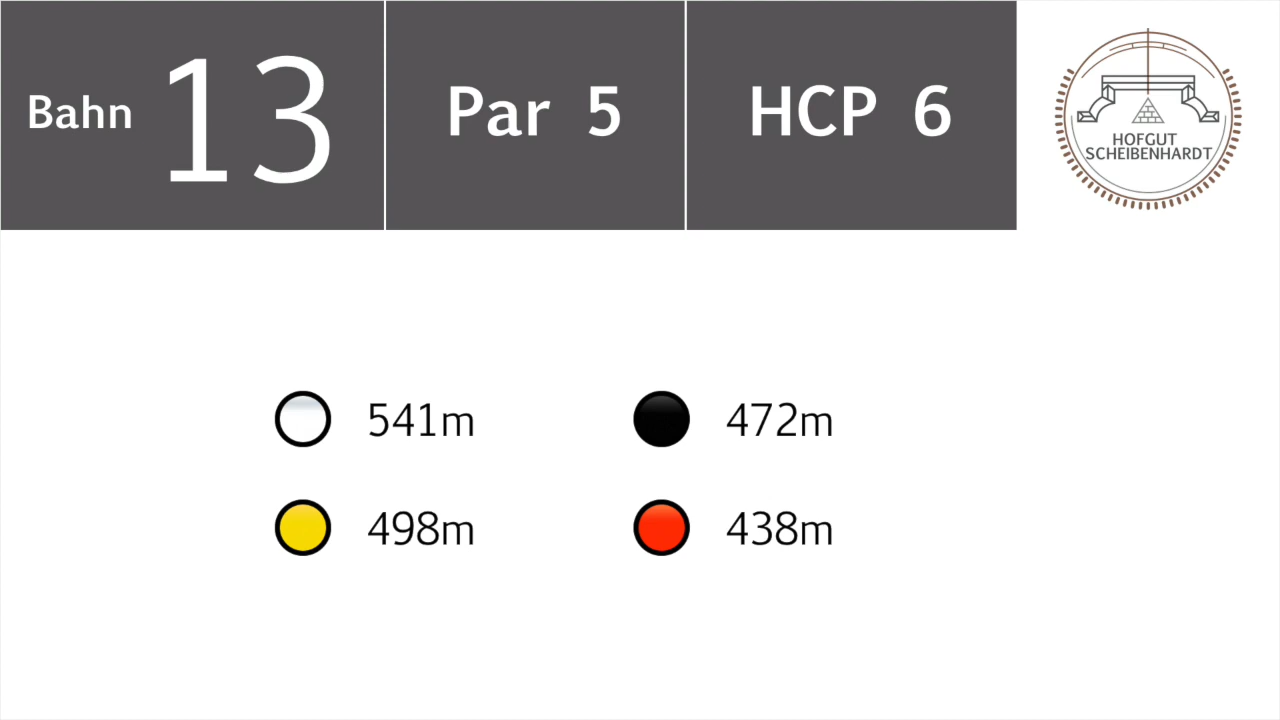 Bahn 13
Par 5
HCP 6
HOFGUT
SCHEIBENHARDT
541m
472m
498m
438m